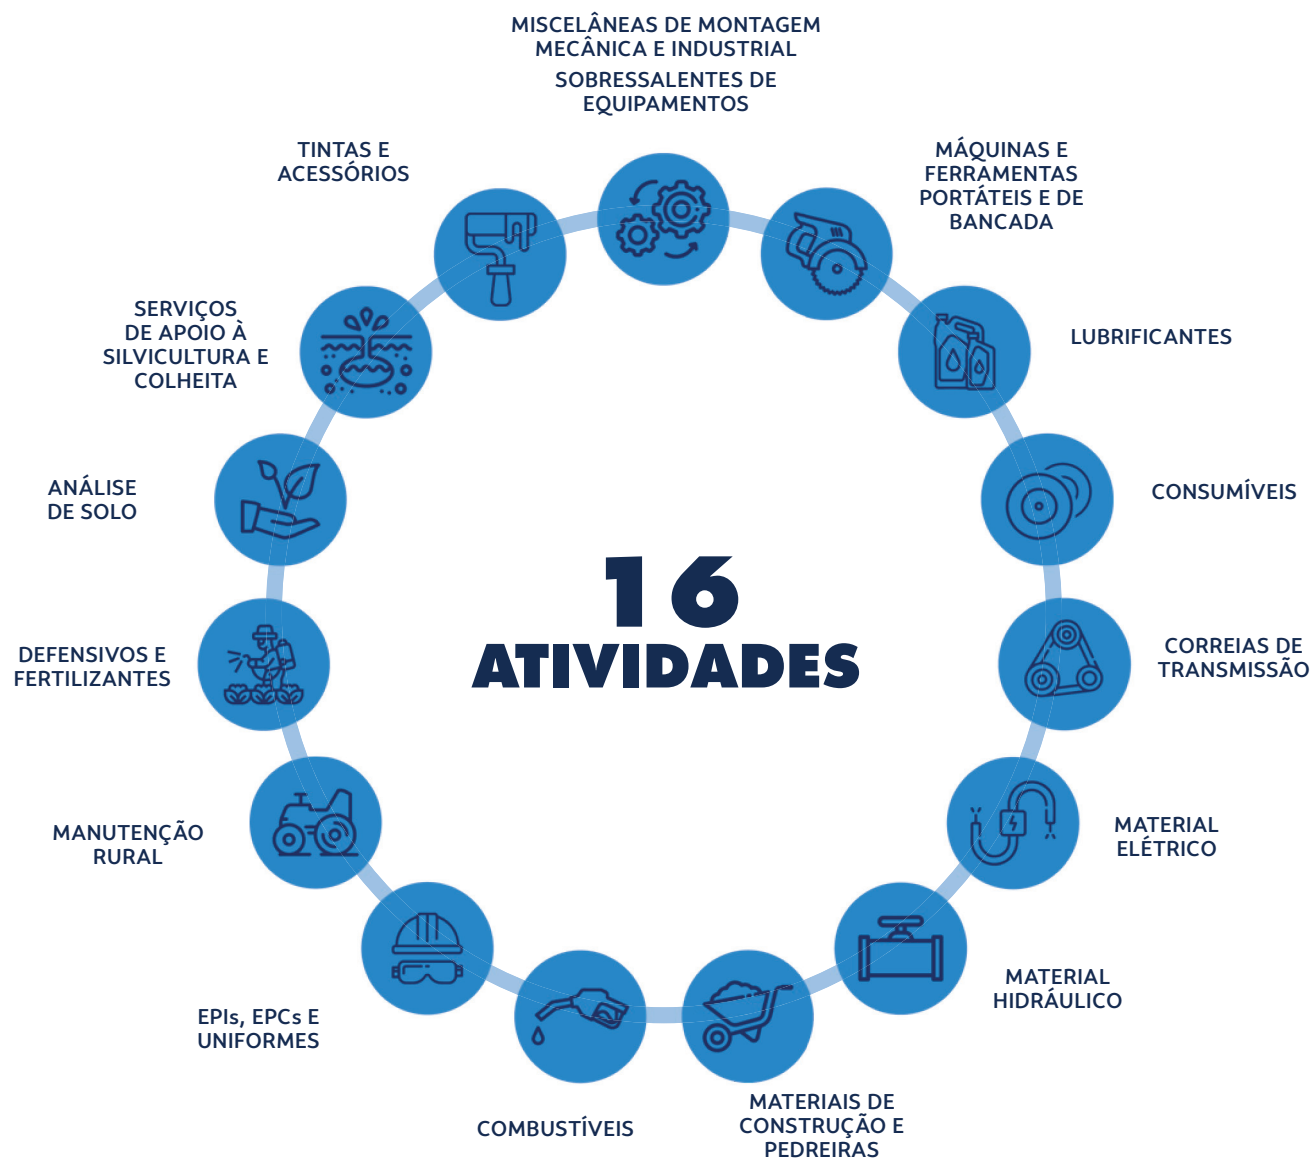 MISCELÂNEAS DE MONTAGEM
MECÂNICA E INDUSTRIAL
SOBRESSALENTES DE
EQUIPAMENTOS
MÁQUINAS E
FERRAMENTAS
PORTÁTEIS E DE
BANCADA
LUBRIFICANTES
CONSUMÍVEIS
CORREIAS DE
TRANSMISSÃO
MATERIAL
ELÉTRICO
MATERIAL
HIDRÁULICO
MATERIAIS DE
CONSTRUÇÃO E
PEDREIRAS
COMBUSTÍVEIS
EPIs, EPCs E
UNIFORMES
MANUTENÇÃO
RURAL
DEFENSIVOS E
FERTILIZANTES
ANÁLISE
DE SOLO
SERVIÇOS
DE APOIO À
SILVICULTURA E
COLHEITA
TINTAS E
ACESSÓRIOS
16
ATIVIDADES